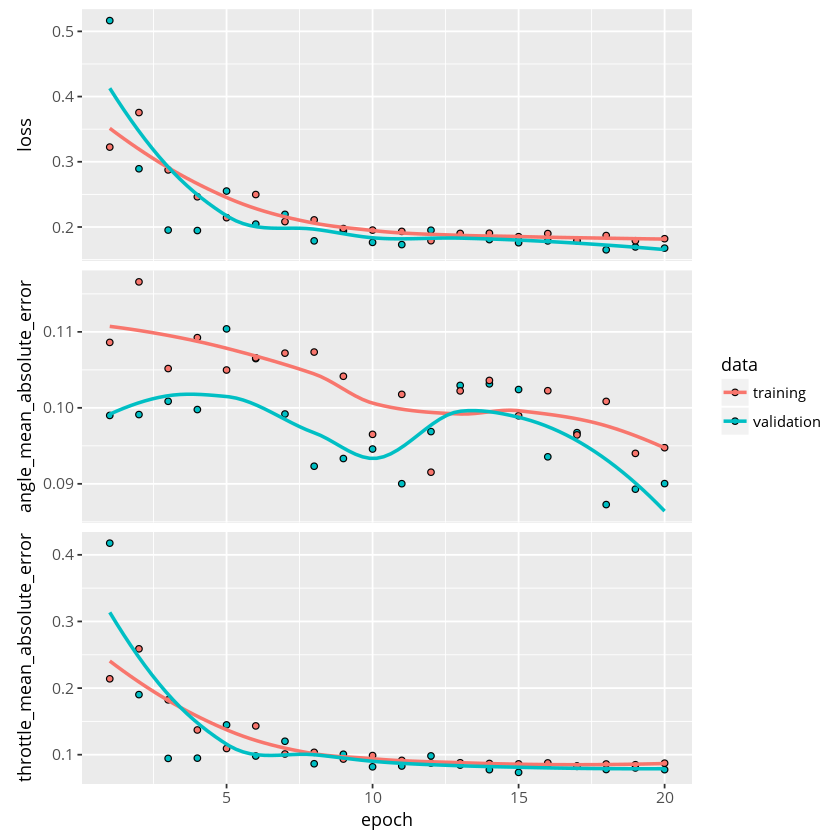 loss
0.5
0.4
0.3
0.2
angle_mean_absolute_error
0.11
0.10
0.09
throttle_mean_absolute_error
0.4
0.3
0.2
0.1
5
10
15
20
epoch
data
training
validation